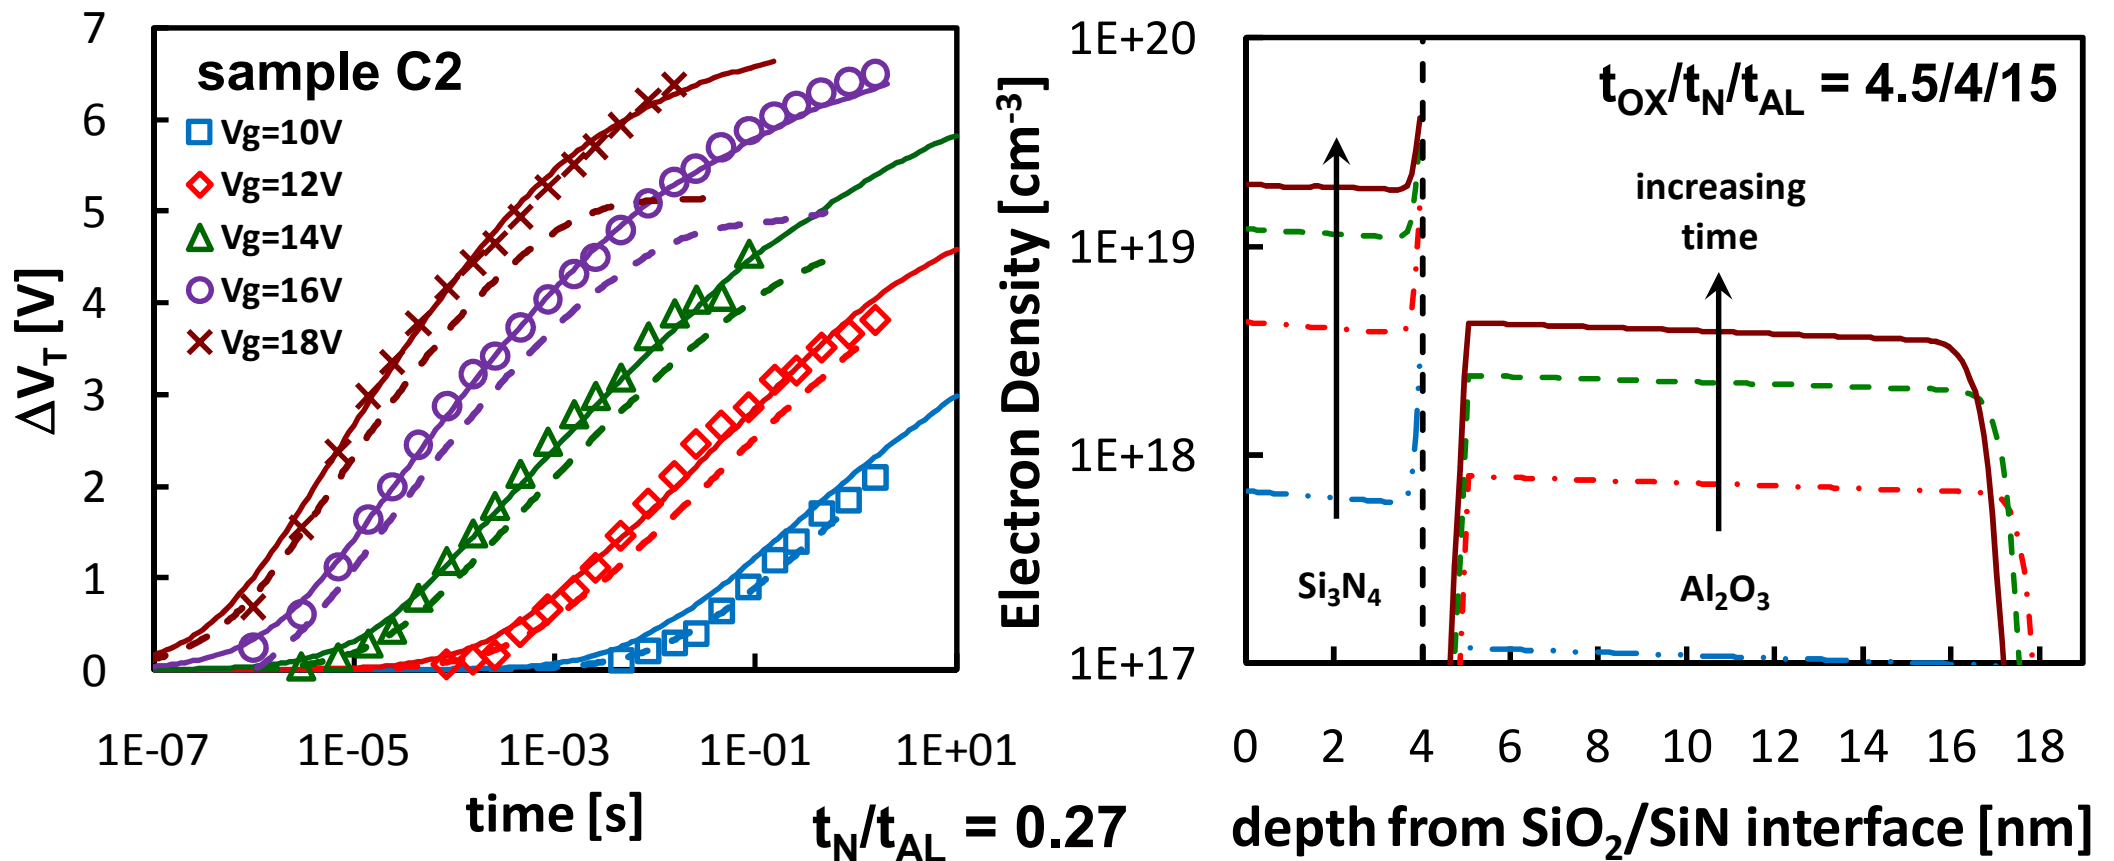 sample C2
Vg=10V
Vg=12V
Vg=14V
Vg=16V
Vg=18V
7
6
5
4
3
2
1
0
ΔV_T [V]
1E-07
1E-05
1E-03
1E-01
1E+01
time [s]
t_N/t_AL = 0.27
1E+20
1E+19
1E+18
1E+17
Electron Density [cm^-3]
t_OX/t_N/t_AL = 4.5/4/15
increasing
time
Si₃N₄
Al₂O₃
0
2
4
6
8
10
12
14
16
18
depth from SiO₂/SiN interface [nm]